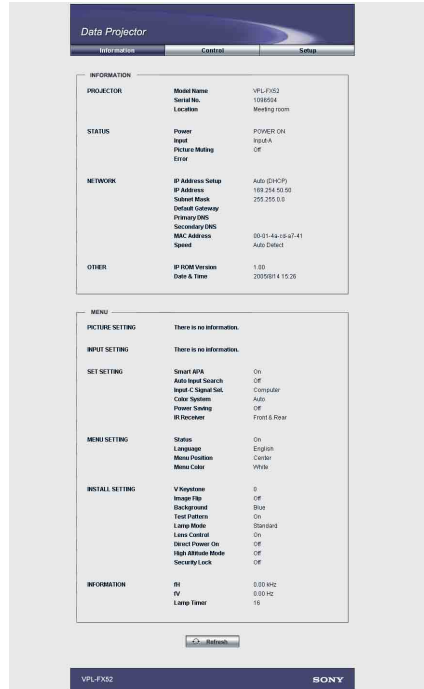 Data Projector
Information Control Setup
INFORMATION
PROJECTOR Model Name VPL-FX52
Serial No. 1098504
Location Meeting room
STATUS Power POWER ON
Input Input-A
Picture Muting Off
Error
NETWORK IP Address Setup Auto (DHCP)
IP Address 169.254.50.50
Subnet Mask 255.255.0.0
Default Gateway
Primary DNS
Secondary DNS
MAC Address 00-01-4a-cd-a7-41
Speed Auto Detect
OTHER IP ROM Version 1.00
Date & Time 2005/9/14 15:26
MENU
PICTURE SETTING There is no information.
INPUT SETTING There is no information.
SET SETTING Smart APA On
Auto Input Search Off
Input-C Signal Sel. Computer
Color System Auto
Power Saving Off
IR Receiver Front & Rear
MENU SETTING Status On
Language English
Menu Position Center
Menu Color White
INSTALL SETTING V Keystone 0
Image Flip Off
Background Blue
Test Pattern On
Lamp Mode Standard
Lens Control On
Direct Power On Off
High Altitude Mode Off
Security Lock Off
INFORMATION fH 0.00 kHz
fV 0.00 Hz
Lamp Timer 16
Refresh
VPL-FX52 SONY